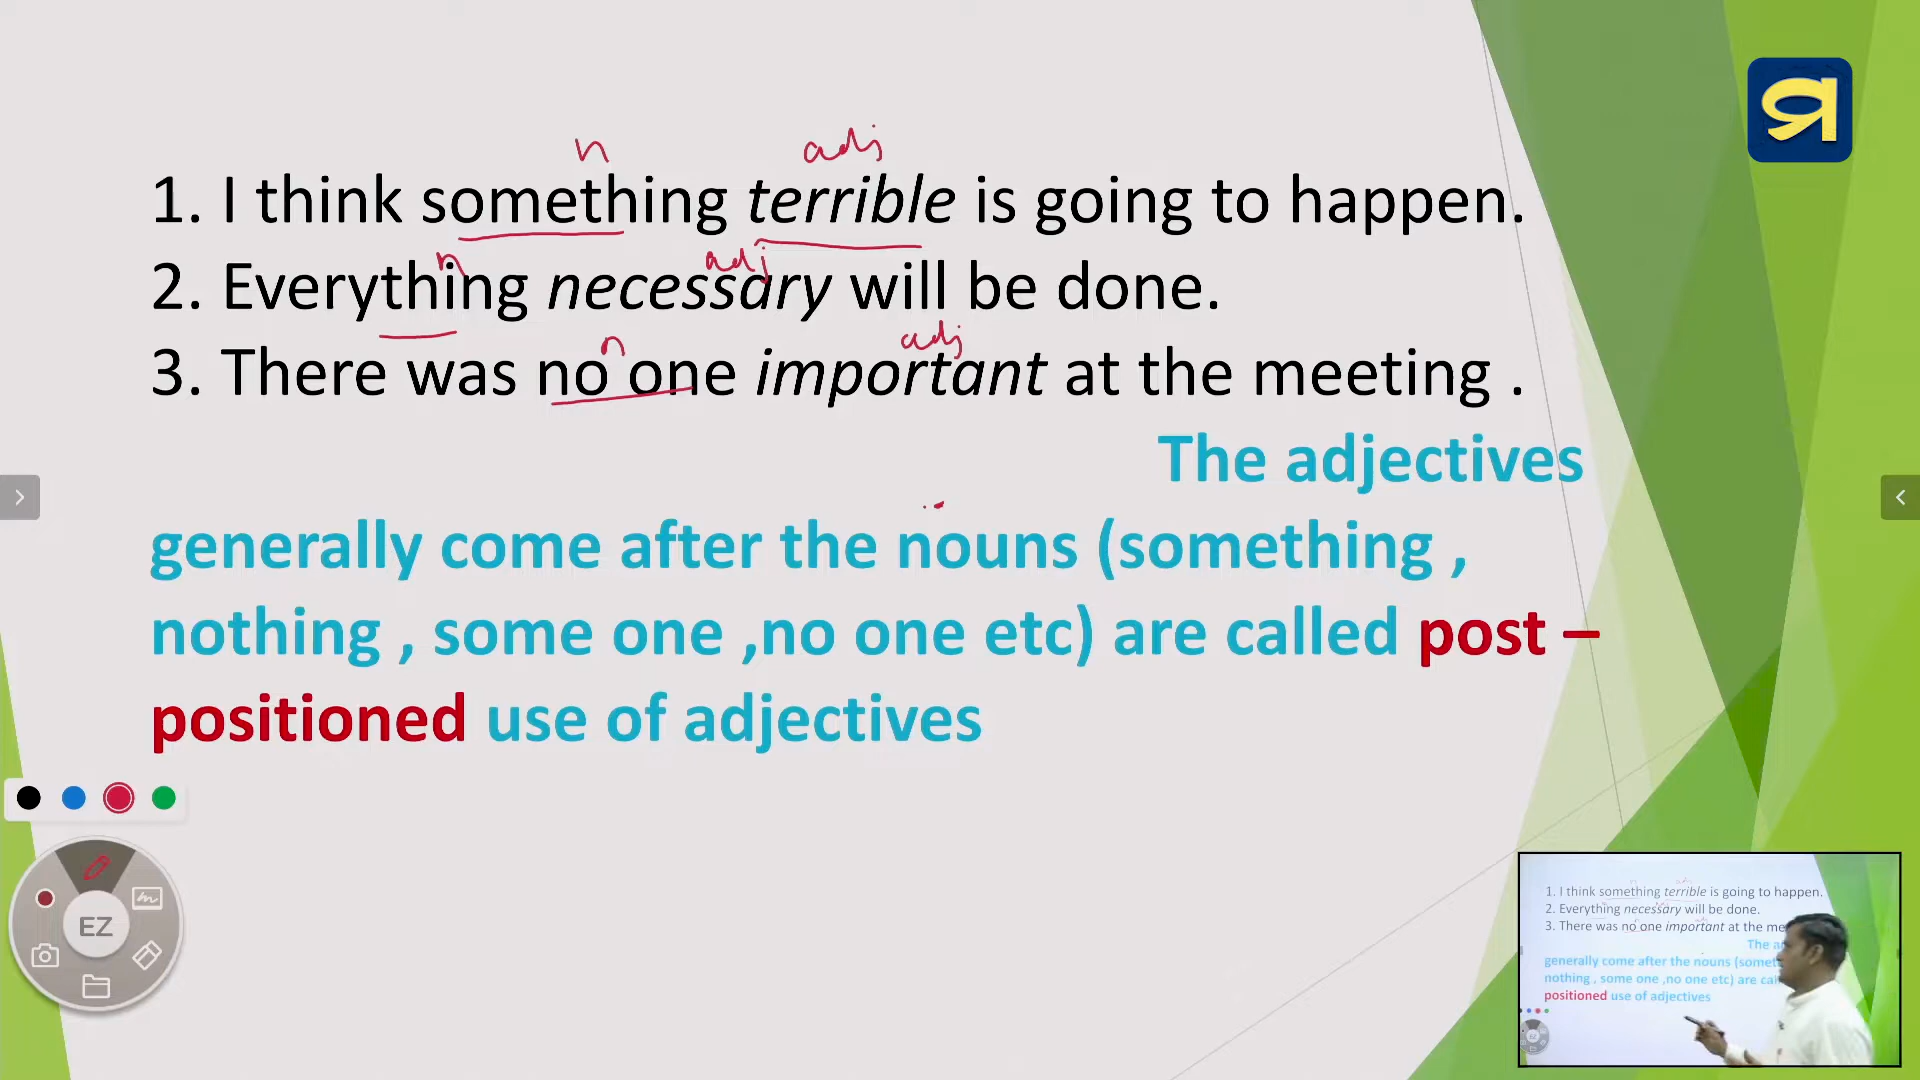 n adj
1. I think something terrible is going to happen.
n adj
2. Everything necessary will be done.
n adj
3. There was no one important at the meeting .
The adjectives
generally come after the nouns (something ,
nothing , some one ,no one etc) are called post –
positioned use of adjectives
EZ
1. I think something terrible is going to happen.
2. Everything necessary will be done.
3. There was no one important at the me
The a
generally come after the nouns (somet
nothing , some one ,no one etc) are cal
positioned use of adjectives